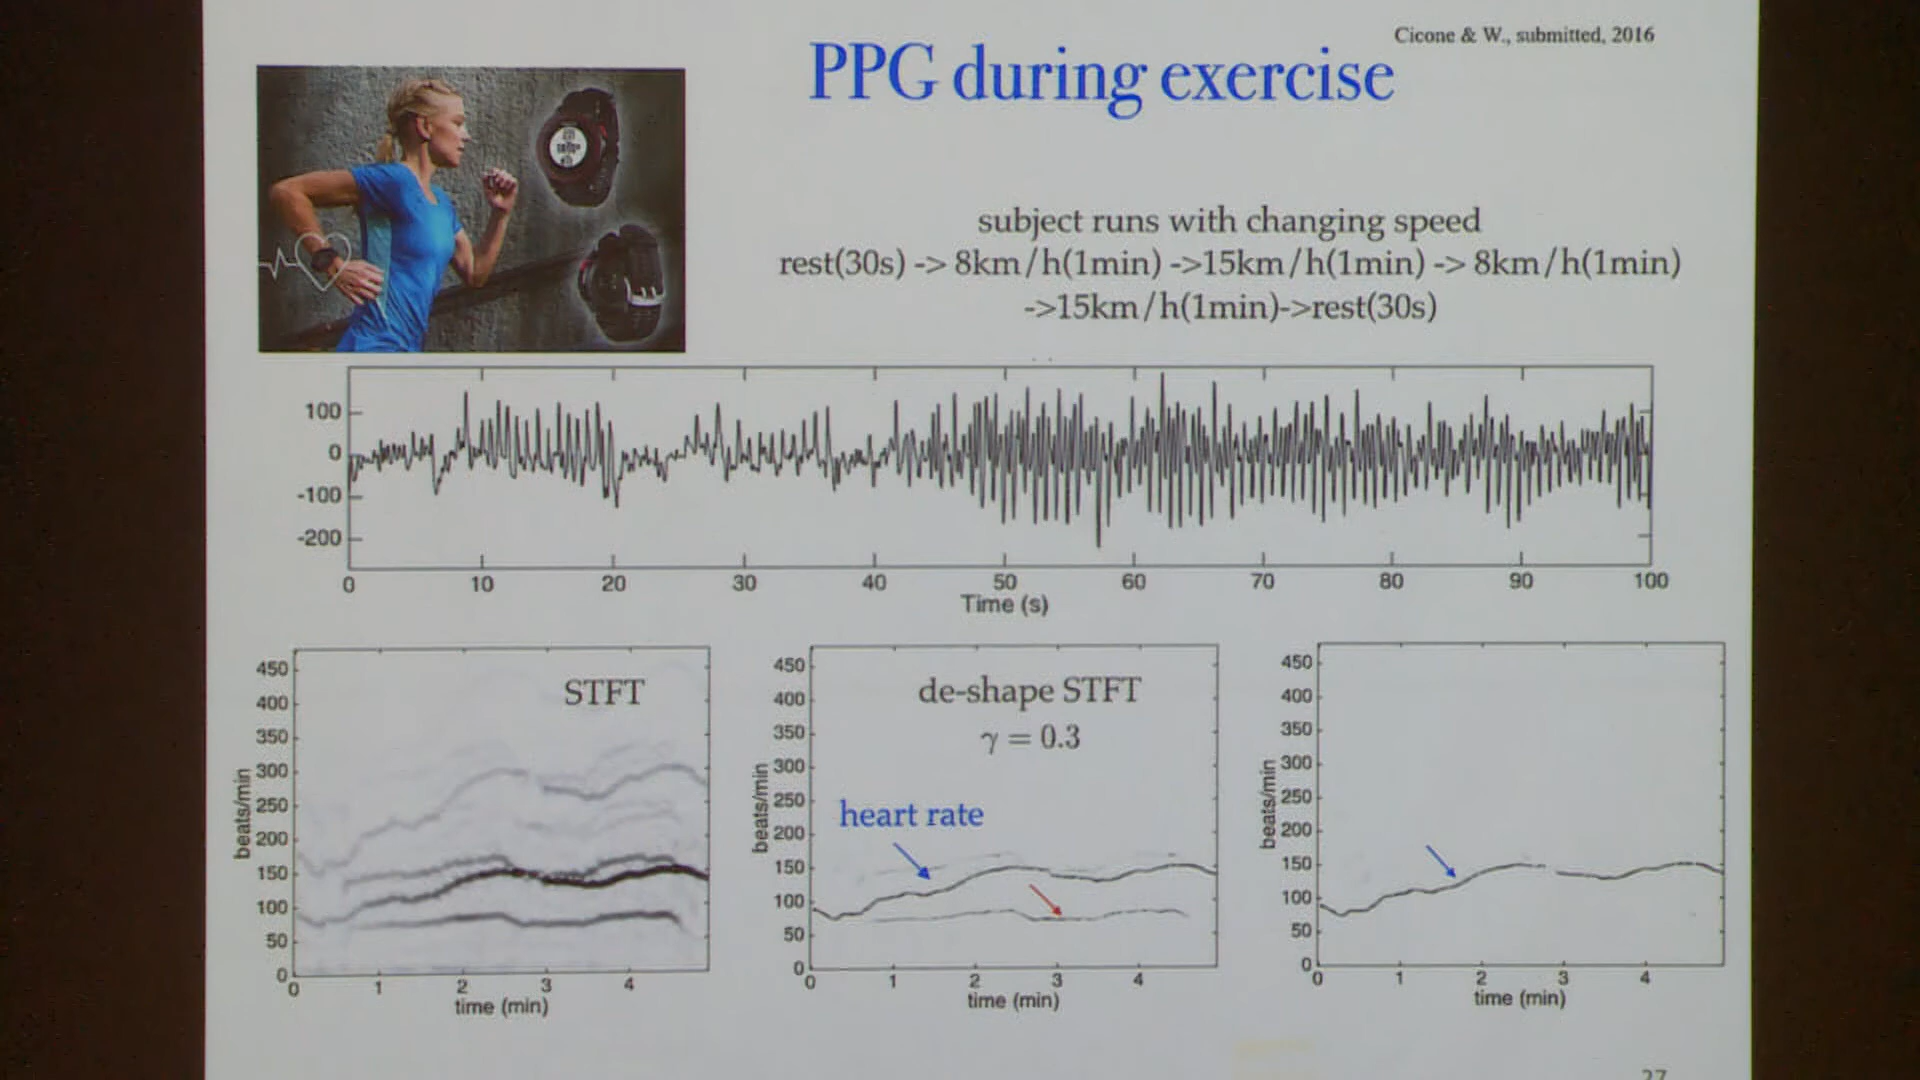 Cicone & W., submitted, 2016
PPG during exercise
subject runs with changing speed
rest(30s) -> 8km/h(1min) ->15km/h(1min) -> 8km/h(1min)
->15km/h(1min)->rest(30s)
100
0
-100
-200
0 10 20 30 40 50 60 70 80 90 100
Time (s)
STFT
beats/min
450
400
350
300
250
200
150
100
50
0
0 1 2 3 4
time (min)
de-shape STFT
γ = 0.3
heart rate
beats/min
450
400
350
300
250
200
150
100
50
0
0 1 2 3 4
time (min)
beats/min
450
400
350
300
250
200
150
100
50
0
0 1 2 3 4
time (min)
27